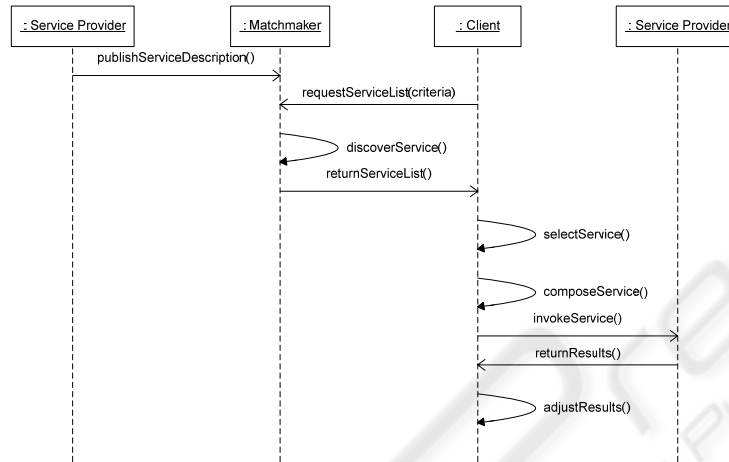 : Service Provider
: Matchmaker
: Client
: Service Provider
publishServiceDescription()
requestServiceList(criteria)
discoverService()
returnServiceList()
selectService()
composeService()
invokeService()
returnResults()
adjustResults()